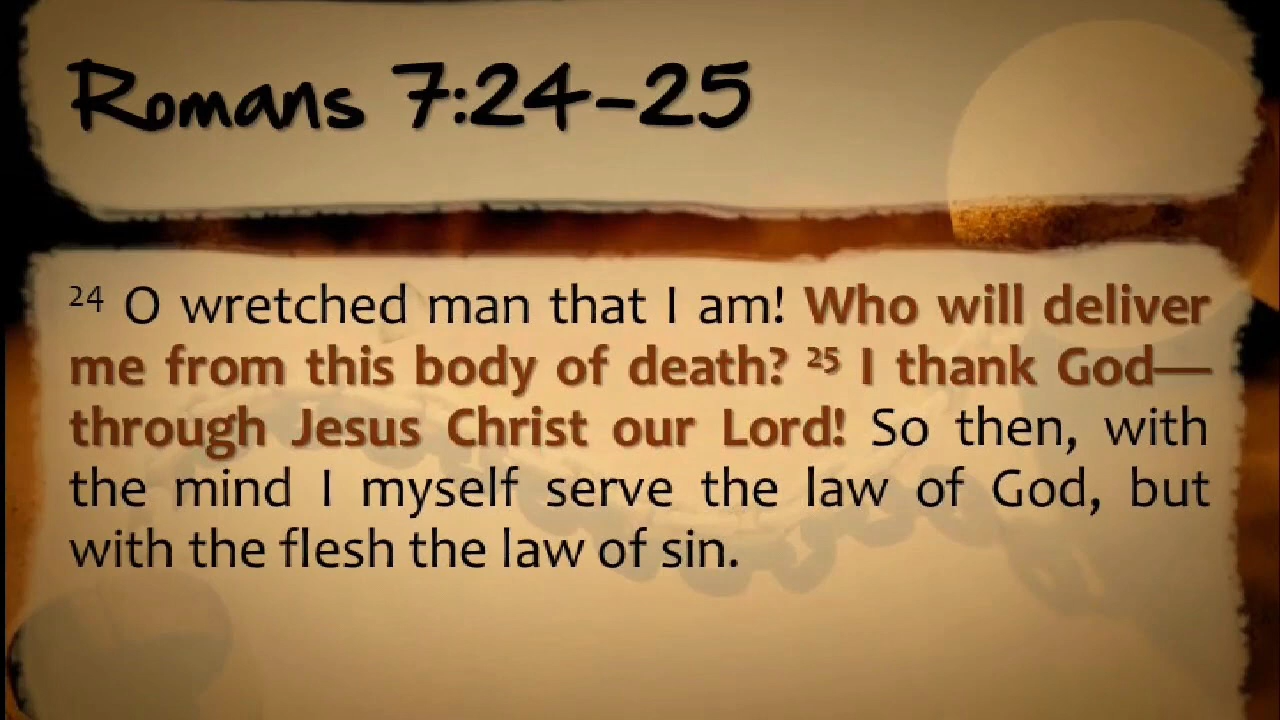 Romans 7:24-25
24 O wretched man that I am! Who will deliver
me from this body of death? 25 I thank God—
through Jesus Christ our Lord! So then, with
the mind I myself serve the law of God, but
with the flesh the law of sin.